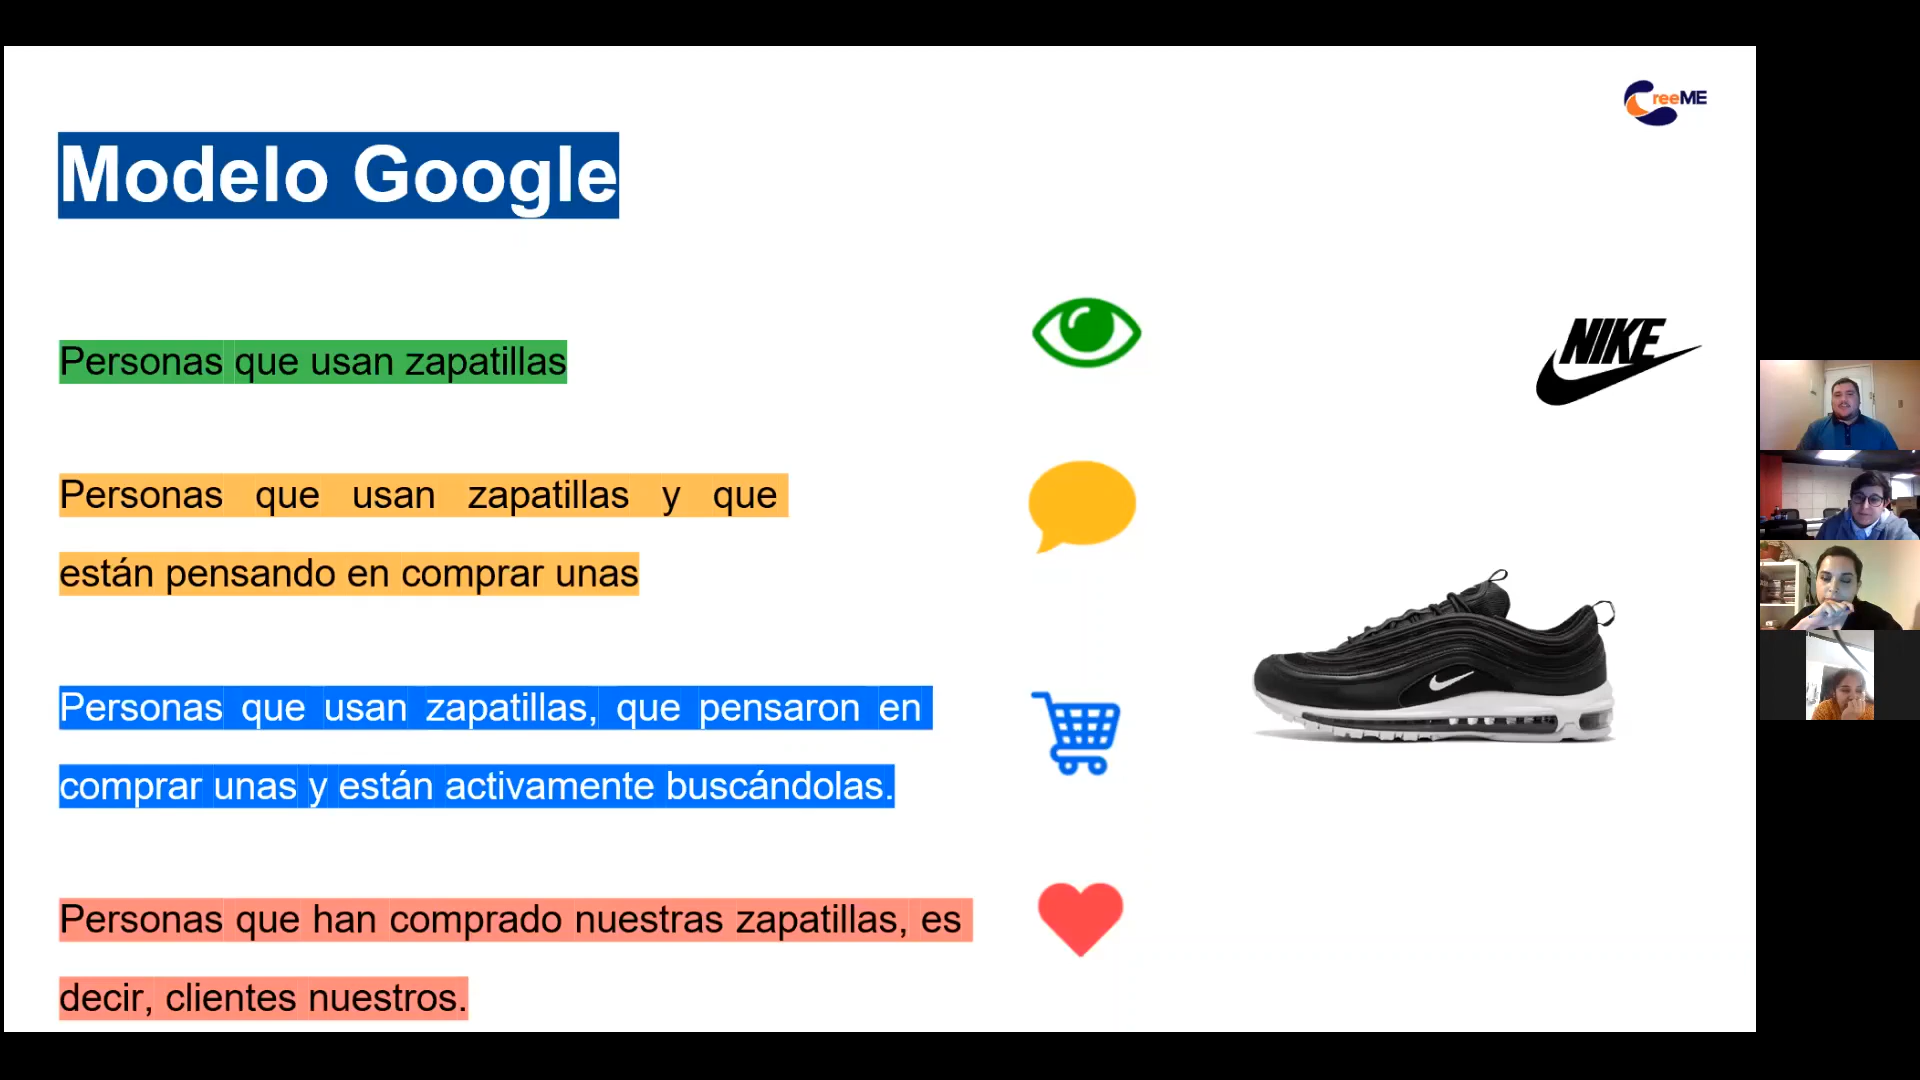 reeME
Modelo Google
Personas que usan zapatillas
NIKE
Personas que usan zapatillas y que
están pensando en comprar unas
Personas que usan zapatillas, que pensaron en
comprar unas y están activamente buscándolas.
Personas que han comprado nuestras zapatillas, es
decir, clientes nuestros.